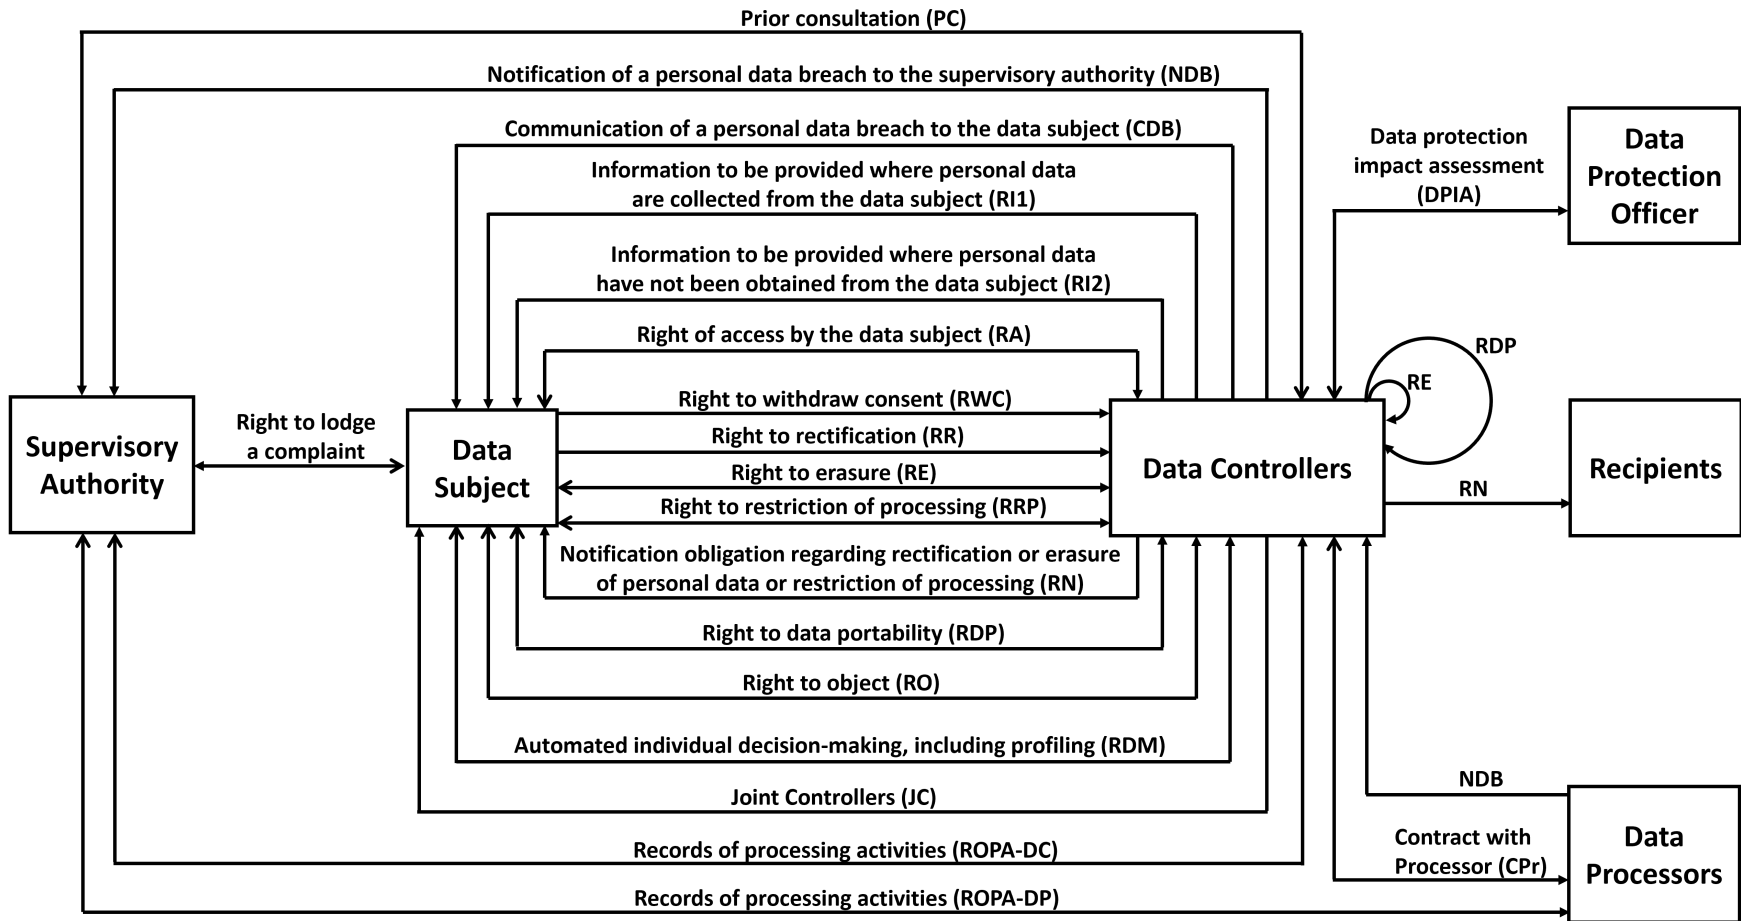 Prior consultation (PC)
Notification of a personal data breach to the supervisory authority (NDB)
Communication of a personal data breach to the data subject (CDB)
Information to be provided where personal data
are collected from the data subject (RI1)
Information to be provided where personal data
have not been obtained from the data subject (RI2)
Right of access by the data subject (RA)
Data protection
impact assessment
(DPIA)
Data
Protection
Officer
RDP
RE
Supervisory
Authority
Right to lodge
a complaint
Data
Subject
Right to withdraw consent (RWC)
Right to rectification (RR)
Right to erasure (RE)
Right to restriction of processing (RRP)
Data Controllers
Recipients
RN
Notification obligation regarding rectification or erasure
of personal data or restriction of processing (RN)
Right to data portability (RDP)
Right to object (RO)
Automated individual decision-making, including profiling (RDM)
Joint Controllers (JC)
NDB
Records of processing activities (ROPA-DC)
Contract with
Processor (CPr)
Data
Processors
Records of processing activities (ROPA-DP)